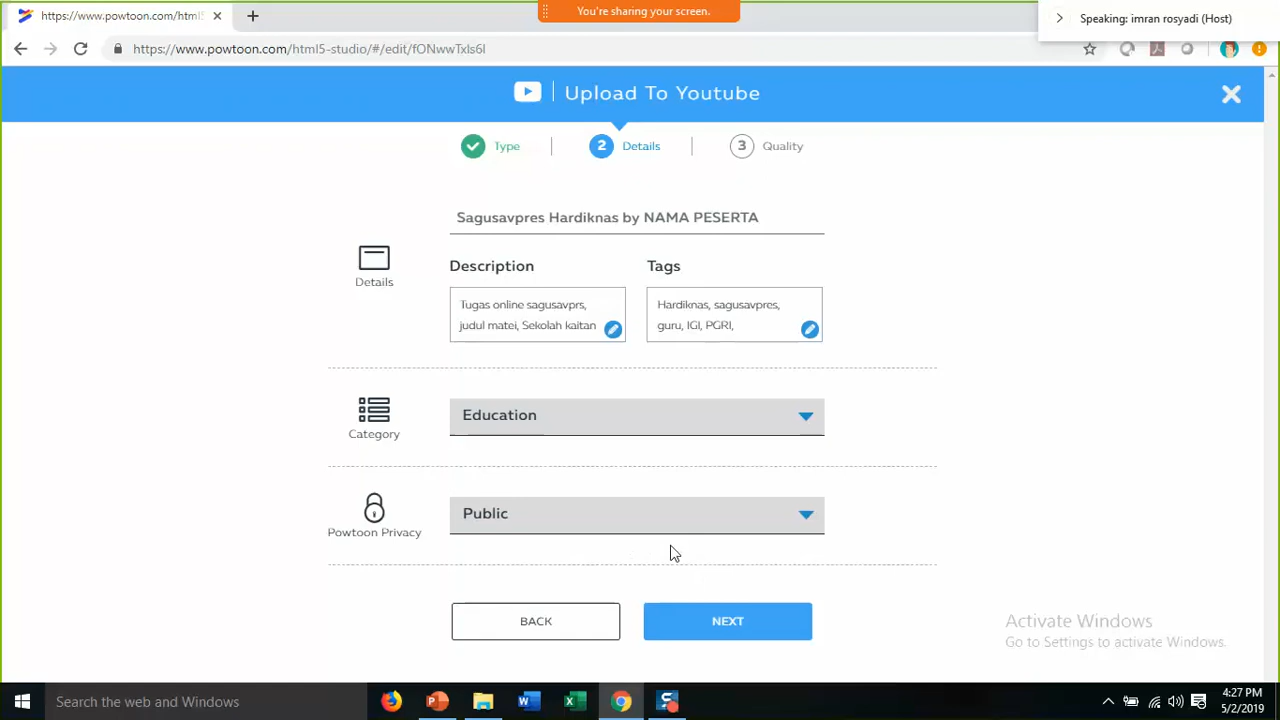 https://www.powtoon.com/html5
You're sharing your screen.
Speaking: imran rosyadi (Host)
https://www.powtoon.com/html5-studio/#/edit/fONwwTxls6l
Upload To Youtube
Type
2 Details
3 Quality
Sagusavpres Hardiknas by NAMA PESERTA
Details
Description
Tags
Tugas online sagusavprs,
judul matei, Sekolah kaitan
Hardiknas, sagusavpres,
guru, IGI, PGRI,
Category
Education
Powtoon Privacy
Public
BACK
NEXT
Activate Windows
Go to Settings to activate Windows.
Search the web and Windows
4:27 PM
5/2/2019